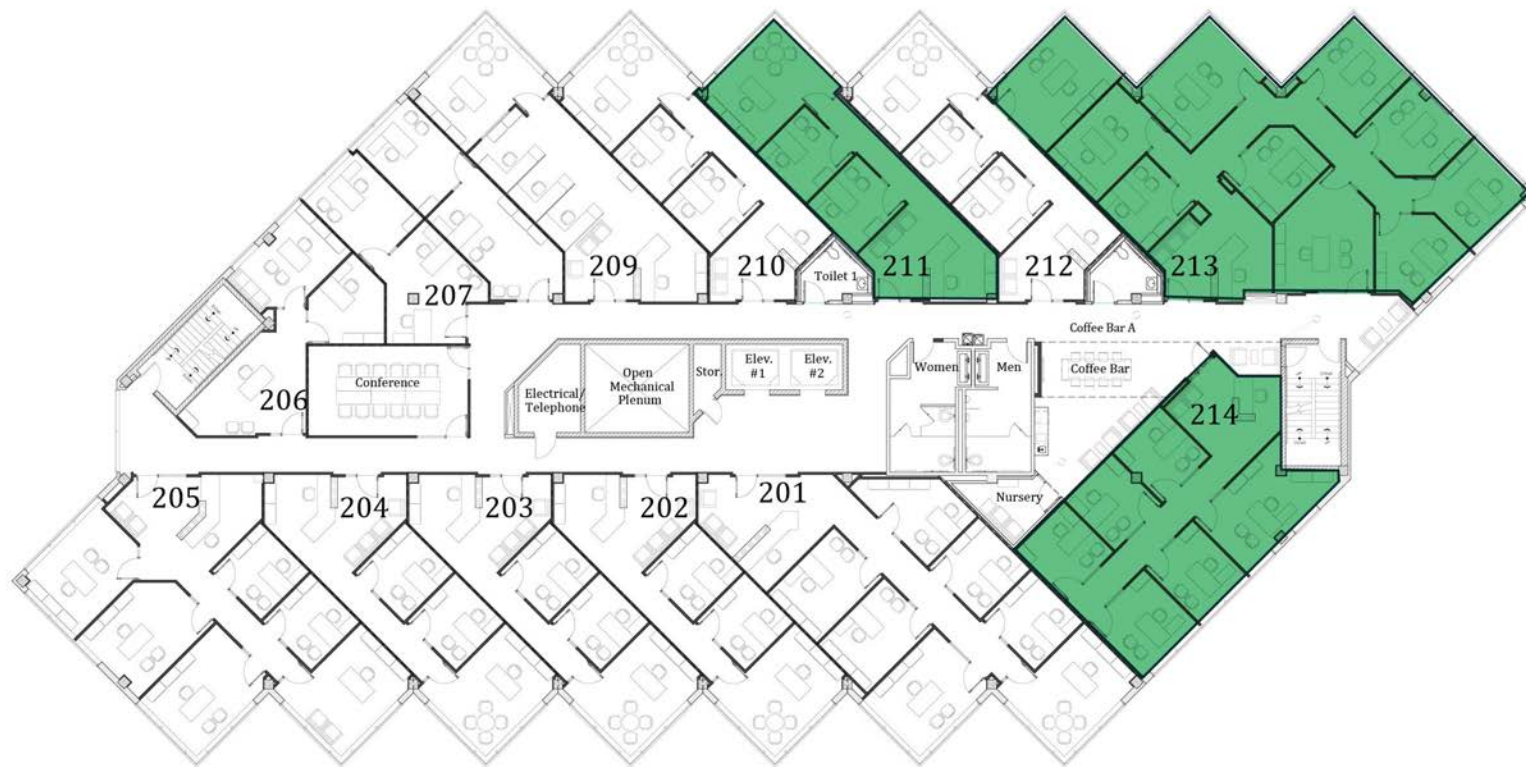 209
210
Toilet 1
211
212
213
207
Coffee Bar A
Conference
Electrical/
Telephone
Open
Mechanical
Plenum
Stor.
Elev.
#1
Elev.
#2
Women
Men
Coffee Bar
206
214
205
204
203
202
201
Nursery